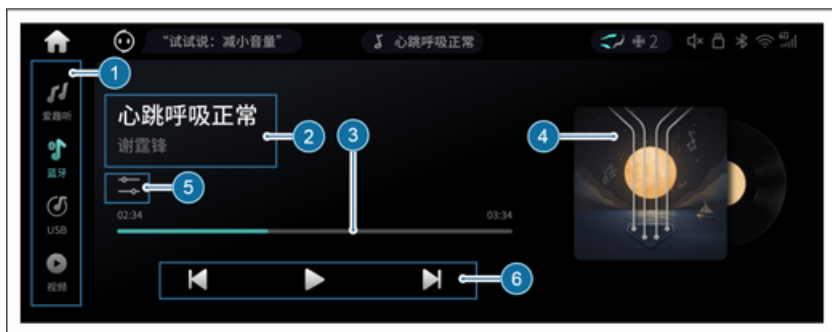 “试试说：减小音量”
心跳呼吸正常
2
4G
1
爱趣听
蓝牙
USB
视频
心跳呼吸正常
谢霆锋
2
3
4
5
02:34
03:34
6